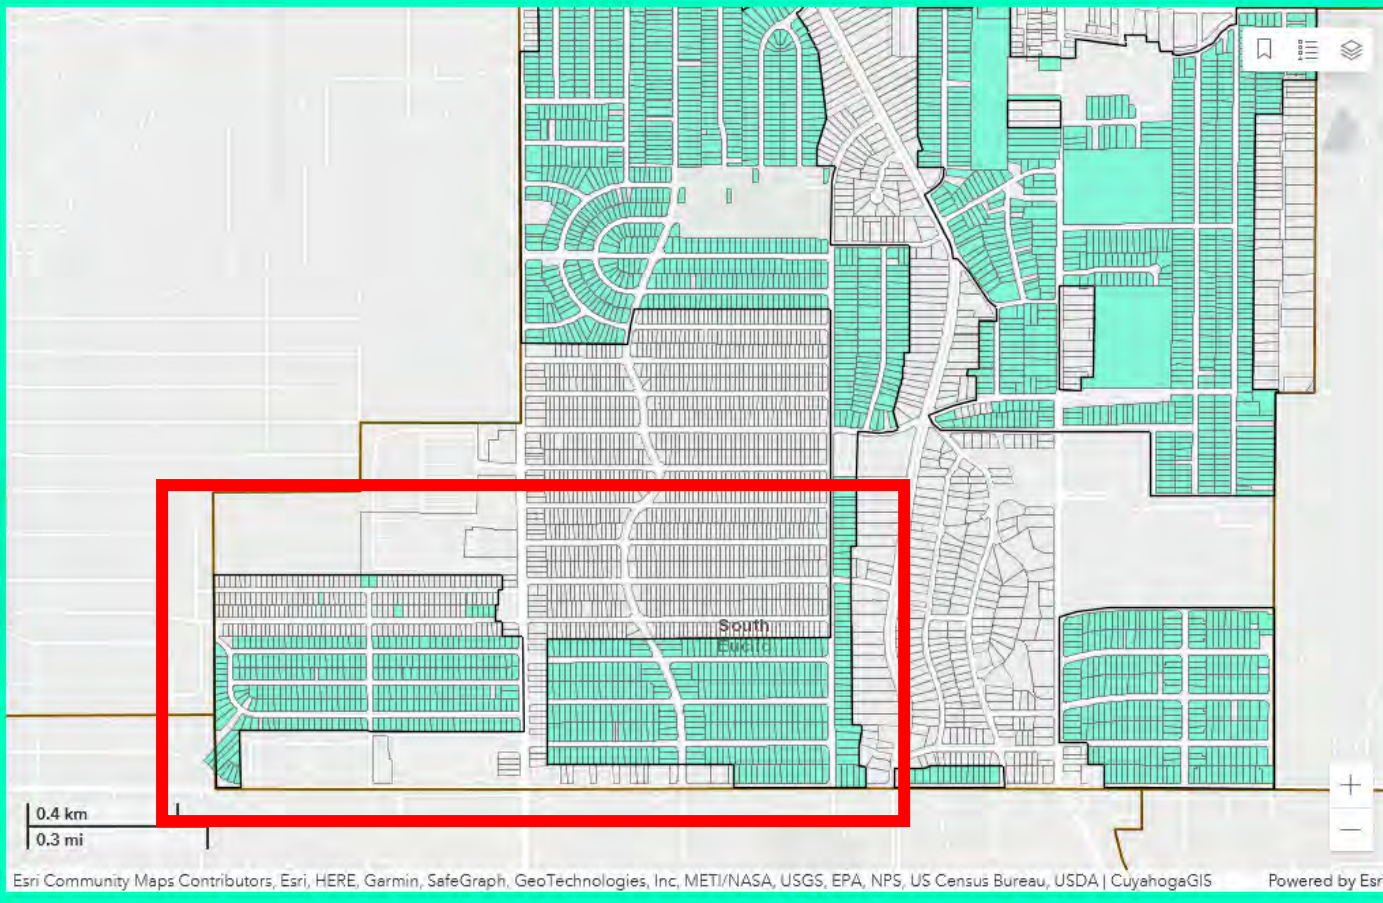 South
Euclid
0.4 km
0.3 mi
Esri Community Maps Contributors, Esri, HERE, Garmin, SafeGraph, GeoTechnologies, Inc, METI/NASA, USGS, EPA, NPS, US Census Bureau, USDA | CuyahogaGIS Powered by Esr